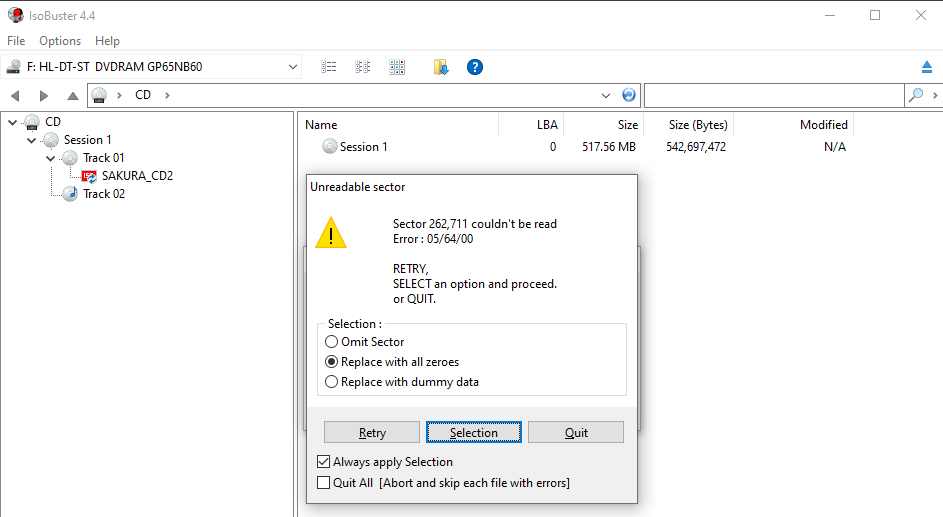 IsoBuster 4.4
File Options Help
F: HL-DT-ST DVDRAM GP65NB60
CD
CD
Session 1
Track 01
SAKURA_CD2
Track 02
Name LBA Size Size (Bytes) Modified
Session 1 0 517.56 MB 542,697,472 N/A
Unreadable sector
Sector 262,711 couldn't be read
Error : 05/64/00
RETRY,
SELECT an option and proceed.
or QUIT.
Selection :
Omit Sector
Replace with all zeroes
Replace with dummy data
Retry Selection Quit
Always apply Selection
Quit All [Abort and skip each file with errors]